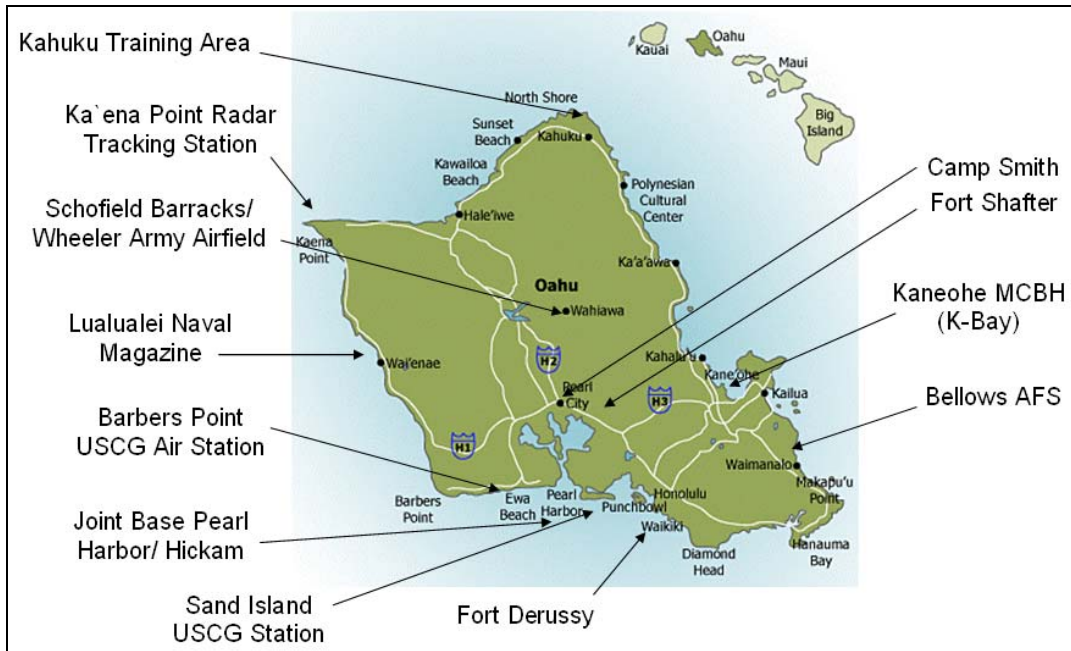 Kahuku Training Area
Ka`ena Point Radar
Tracking Station
Schofield Barracks/
Wheeler Army Airfield
Lualualei Naval
Magazine
Barbers Point
USCG Air Station
Joint Base Pearl
Harbor/ Hickam
Sand Island
USCG Station
Fort Derussy
Camp Smith
Fort Shafter
Kaneohe MCBH
(K-Bay)
Bellows AFS
Kauai
Oahu
Maui
Big
Island
North Shore
Sunset
Beach
Kahuku
Kawailoa
Beach
Polynesian
Cultural
Center
Hale'iwe
Kaena
Point
Ka'a'awa
Oahu
Wahiawa
Wai'enae
H2
Kahalu'u
Kane'ohe
Pearl
City
H3
Kailua
H1
Waimanalo
Makapu'u
Point
Barbers
Point
Ewa
Beach
Pearl
Harbor
Honolulu
Punchbowl
Waikiki
Diamond
Head
Hanauma
Bay